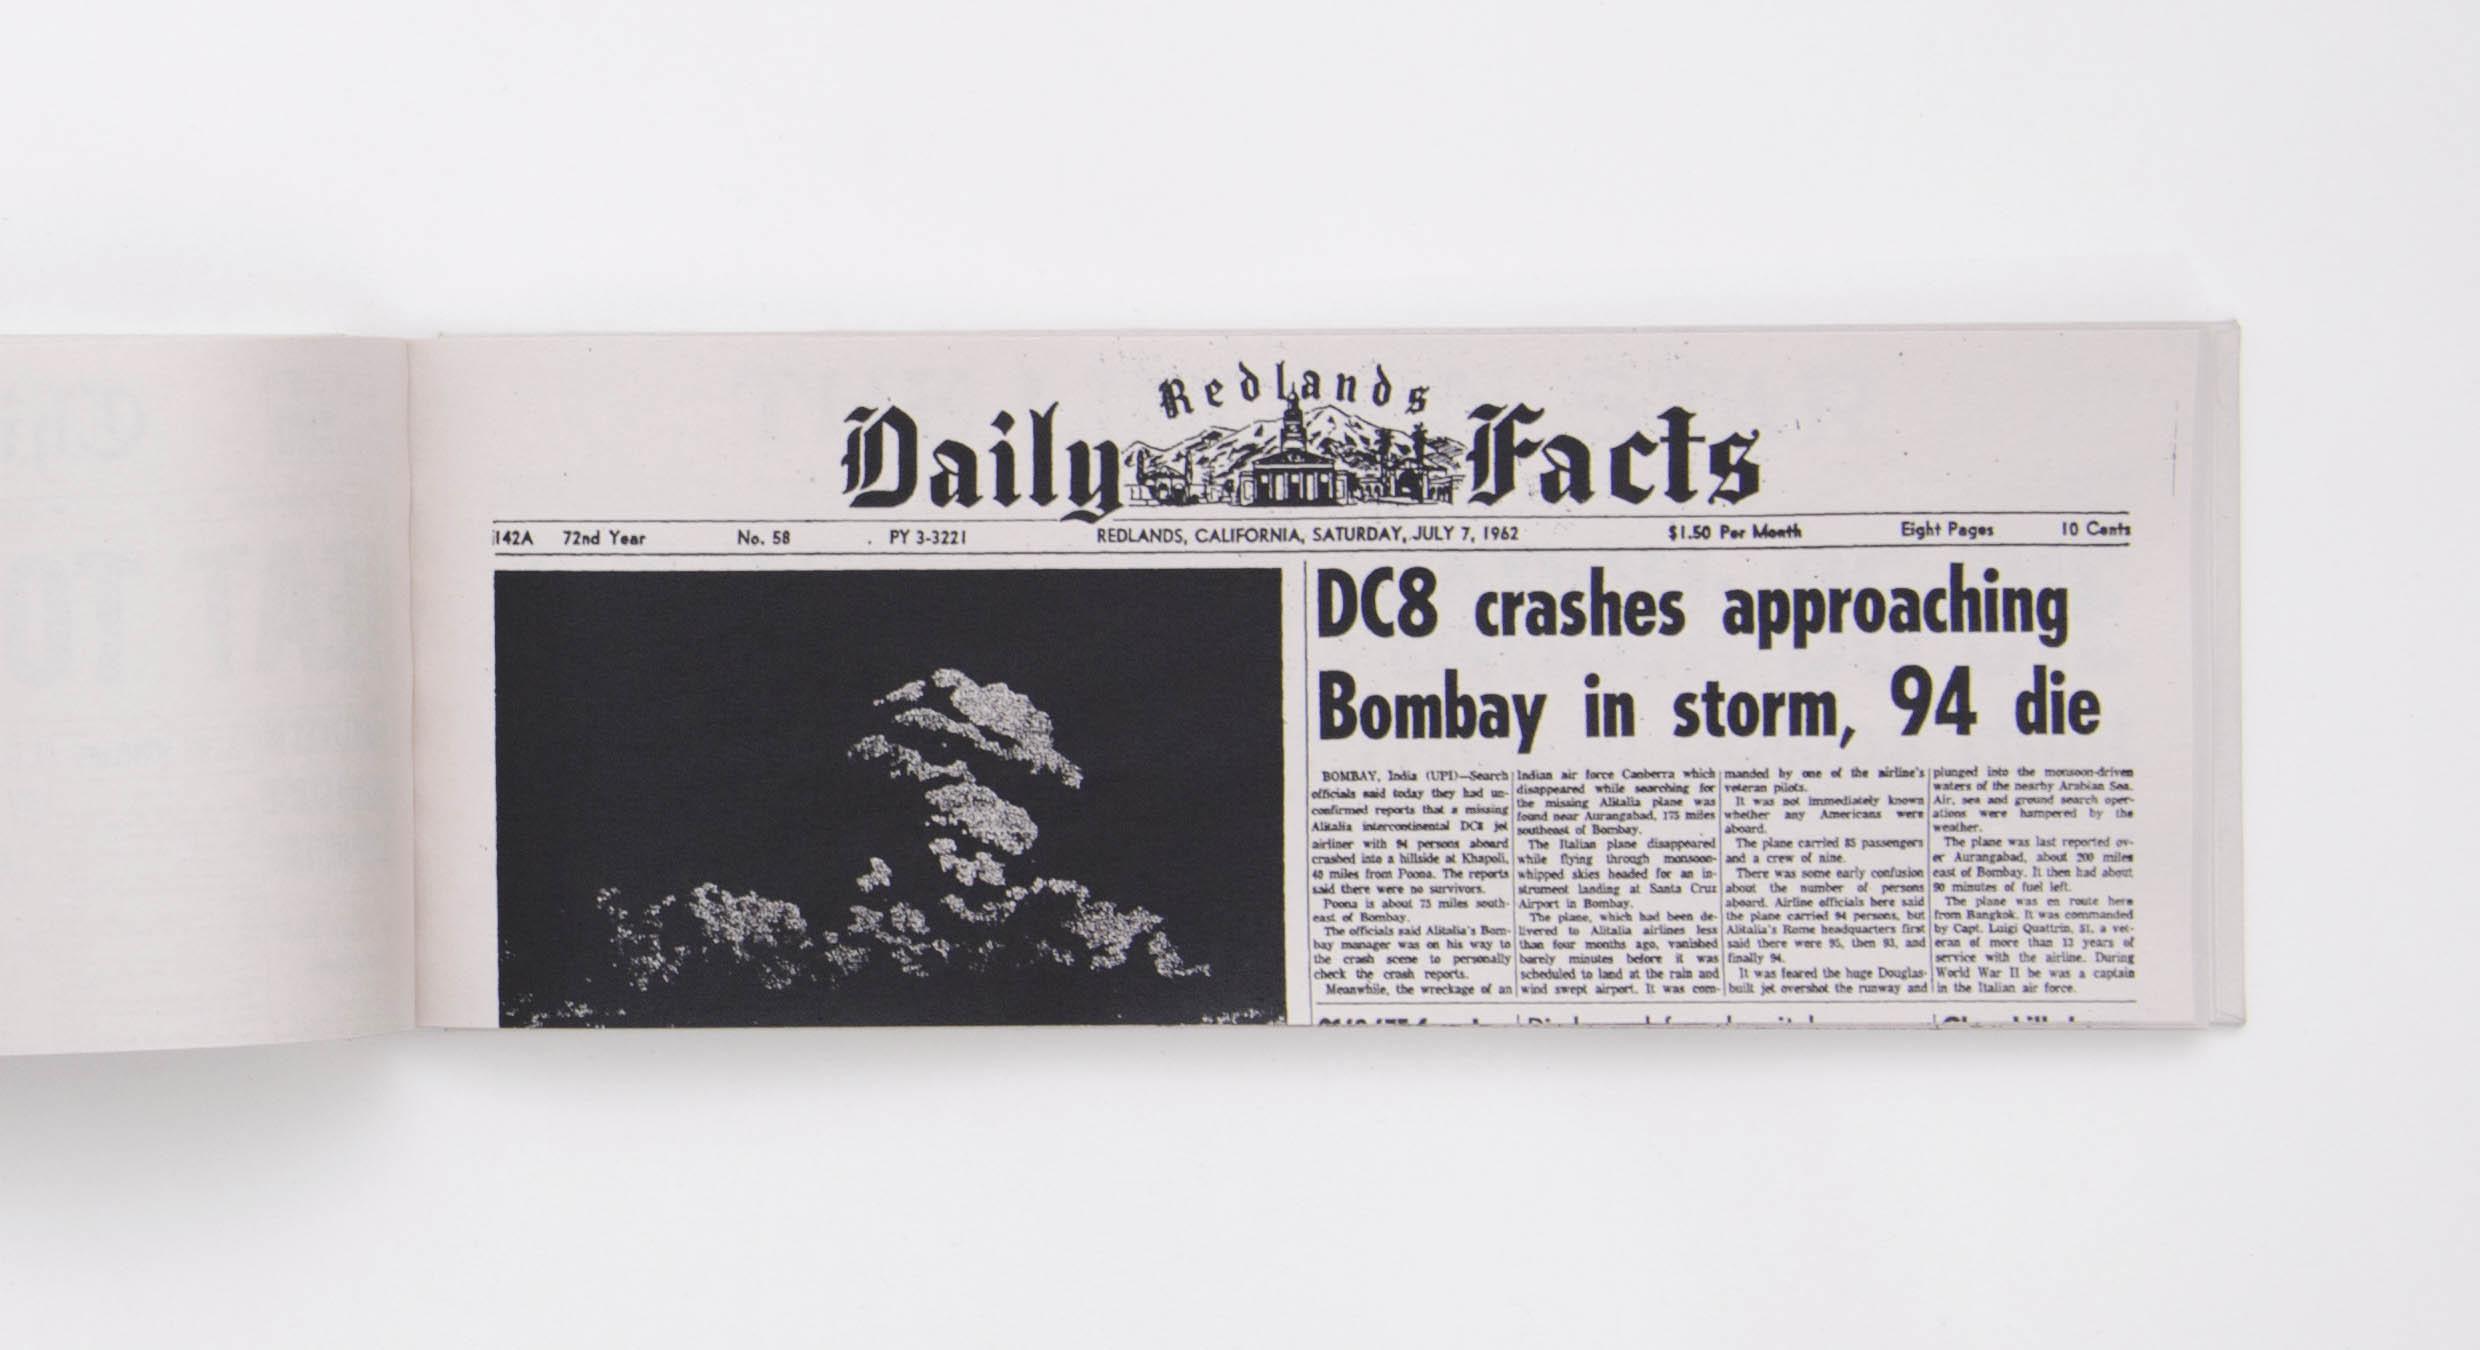 Redlands
Daily Facts
142A 72nd Year No. 58 PY 3-3221 REDLANDS, CALIFORNIA, SATURDAY, JULY 7, 1962 $1.50 Per Month Eight Pages 10 Cents
DC8 crashes approaching
Bombay in storm, 94 die
BOMBAY, India (UPI)—Search
officials said today they had un-
confirmed reports that a missing
Alitalia intercontinental DC8 jet
airliner with 94 persons aboard
crashed into a hillside at Khapoli,
40 miles from Poona. The reports
said there were no survivors.
Poona is about 75 miles south-
east of Bombay.
The officials said Alitalia's Bom-
bay manager was on his way to
the crash scene to personally
check the crash reports.
Meanwhile, the wreckage of an
Indian air force Canberra which
disappeared while searching for
the missing Alitalia plane was
found near Aurangabad, 175 miles
southeast of Bombay.
The Italian plane disappeared
while flying through monsoon-
whipped skies headed for an in-
strument landing at Santa Cruz
Airport in Bombay.
The plane, which had been de-
livered to Alitalia airlines less
than four months ago, vanished
barely minutes before it was
scheduled to land at the rain and
wind swept airport. It was com-
manded by one of the airline's
veteran pilots.
It was not immediately known
whether any Americans were
aboard.
The plane carried 85 passengers
and a crew of nine.
There was some early confusion
about the number of persons
aboard. Airline officials here said
the plane carried 94 persons, but
Alitalia's Rome headquarters first
said there were 95, then 93, and
finally 94.
It was feared the huge Douglas-
built jet overshot the runway and
plunged into the monsoon-driven
waters of the nearby Arabian Sea.
Air, sea and ground search oper-
ations were hampered by the
weather.
The plane was last reported ov-
er Aurangabad, about 200 miles
east of Bombay. It then had about
90 minutes of fuel left.
The plane was en route here
from Bangkok. It was commanded
by Capt. Luigi Quattrin, 51, a vet-
eran of more than 13 years of
service with the airline. During
World War II he was a captain
in the Italian air force.